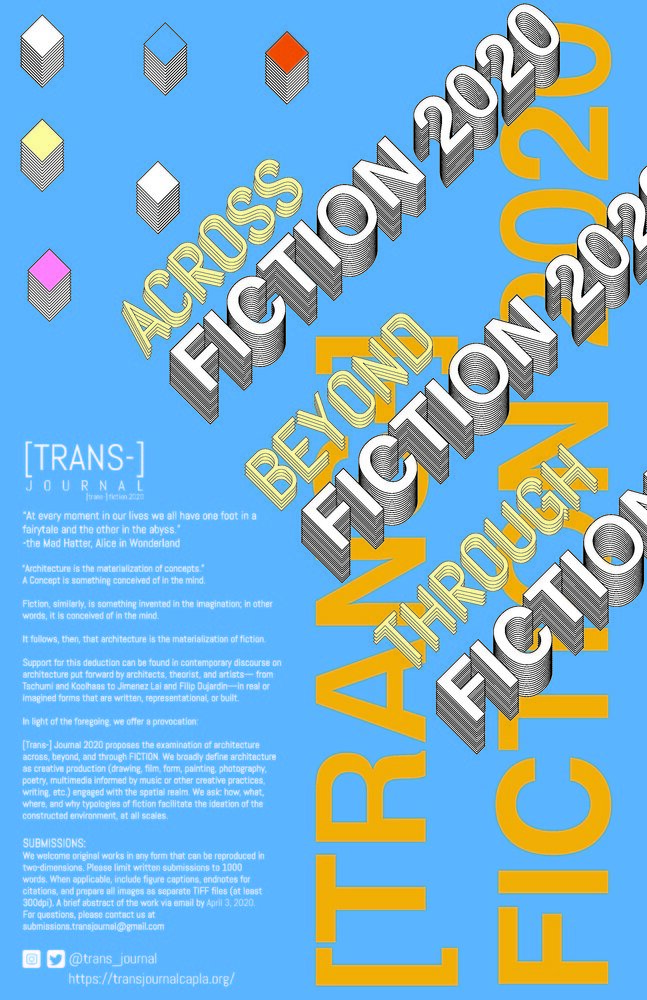 ACROSS
FICTION 2020
BEYOND
FICTION 2020
THROUGH
FICTION
[TRANS-]
FICTION 2020
[TRANS-]
JOURNAL
[trans-] fiction 2020
“At every moment in our lives we all have one foot in a
fairytale and the other in the abyss.”
-the Mad Hatter, Alice in Wonderland
“Architecture is the materialization of concepts.”
A Concept is something conceived of in the mind.
Fiction, similarly, is something invented in the imagination; in other
words, it is conceived of in the mind.
It follows, then, that architecture is the materialization of fiction.
Support for this deduction can be found in contemporary discourse on
architecture put forward by architects, theorist, and artists— from
Tschumi and Koolhaas to Jimenez Lai and Filip Dujardin—in real or
imagined forms that are written, representational, or built.
In light of the foregoing, we offer a provocation:
[Trans-] Journal 2020 proposes the examination of architecture
across, beyond, and through FICTION. We broadly define architecture
as creative production (drawing, film, form, painting, photography,
poetry, multimedia informed by music or other creative practices,
writing, etc.) engaged with the spatial realm. We ask: how, what,
where, and why typologies of fiction facilitate the ideation of the
constructed environment, at all scales.
SUBMISSIONS:
We welcome original works in any form that can be reproduced in
two-dimensions. Please limit written submissions to 1000
words. When applicable, include figure captions, endnotes for
citations, and prepare all images as separate TIFF files (at least
300dpi). A brief abstract of the work via email by April 3, 2020.
For questions, please contact us at
submissions.transjournal@gmail.com
@trans_journal
https://transjournalcapla.org/